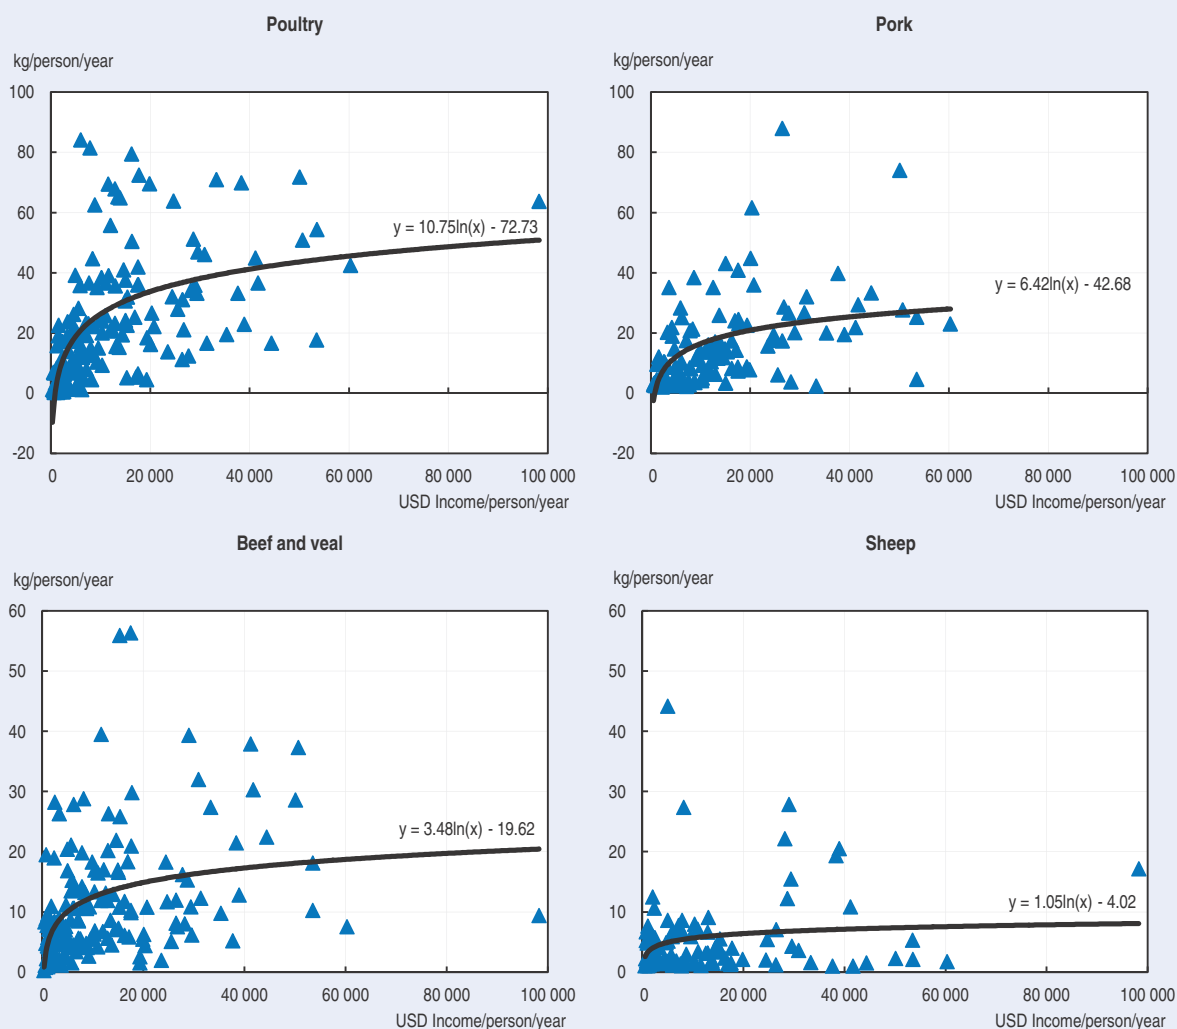 Poultry
kg/person/year
100
80
60
40
20
0
-20
y = 10.75ln(x) - 72.73
0 20 000 40 000 60 000 80 000 100 000
USD Income/person/year
Pork
kg/person/year
100
80
60
40
20
0
-20
y = 6.42ln(x) - 42.68
0 20 000 40 000 60 000 80 000 100 000
USD Income/person/year
Beef and veal
kg/person/year
60
50
40
30
20
10
0
y = 3.48ln(x) - 19.62
0 20 000 40 000 60 000 80 000 100 000
USD Income/person/year
Sheep
kg/person/year
60
50
40
30
20
10
0
y = 1.05ln(x) - 4.02
0 20 000 40 000 60 000 80 000 100 000
USD Income/person/year